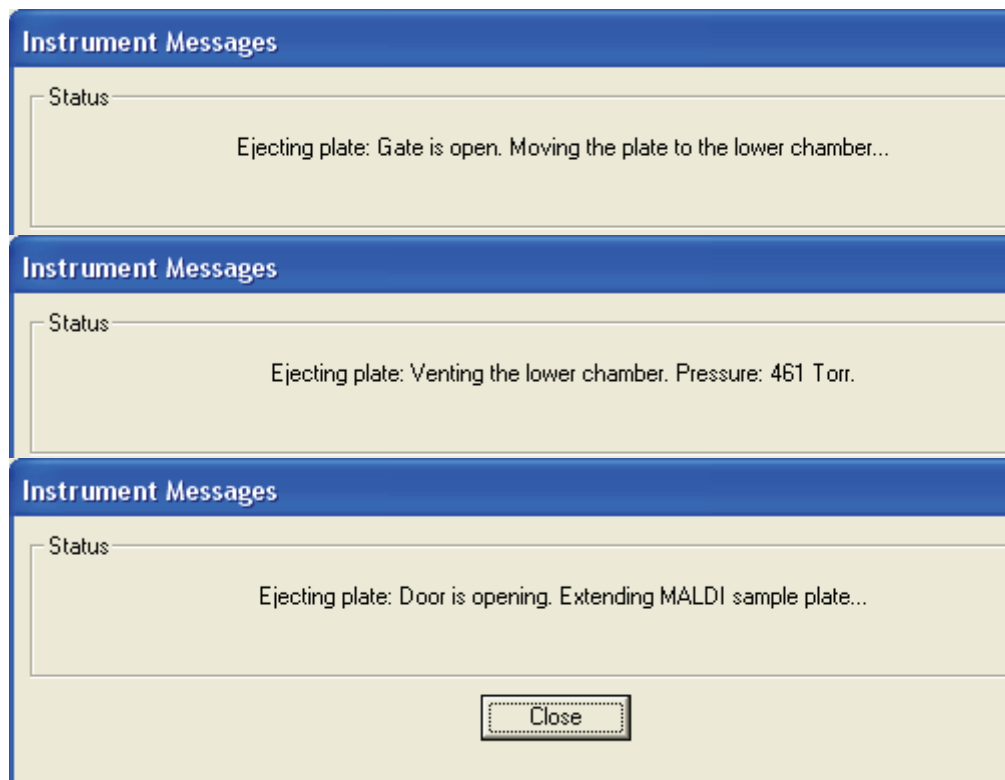 Instrument Messages
Status
Ejecting plate: Gate is open. Moving the plate to the lower chamber...
Instrument Messages
Status
Ejecting plate: Venting the lower chamber. Pressure: 461 Torr.
Instrument Messages
Status
Ejecting plate: Door is opening. Extending MALDI sample plate...
Close